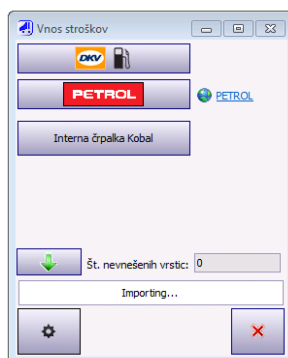 Vnos stroškov
DKV
PETROL PETROL
Interna črpalka Kobal
Št. nevnešenih vrstic: 0
Importing...